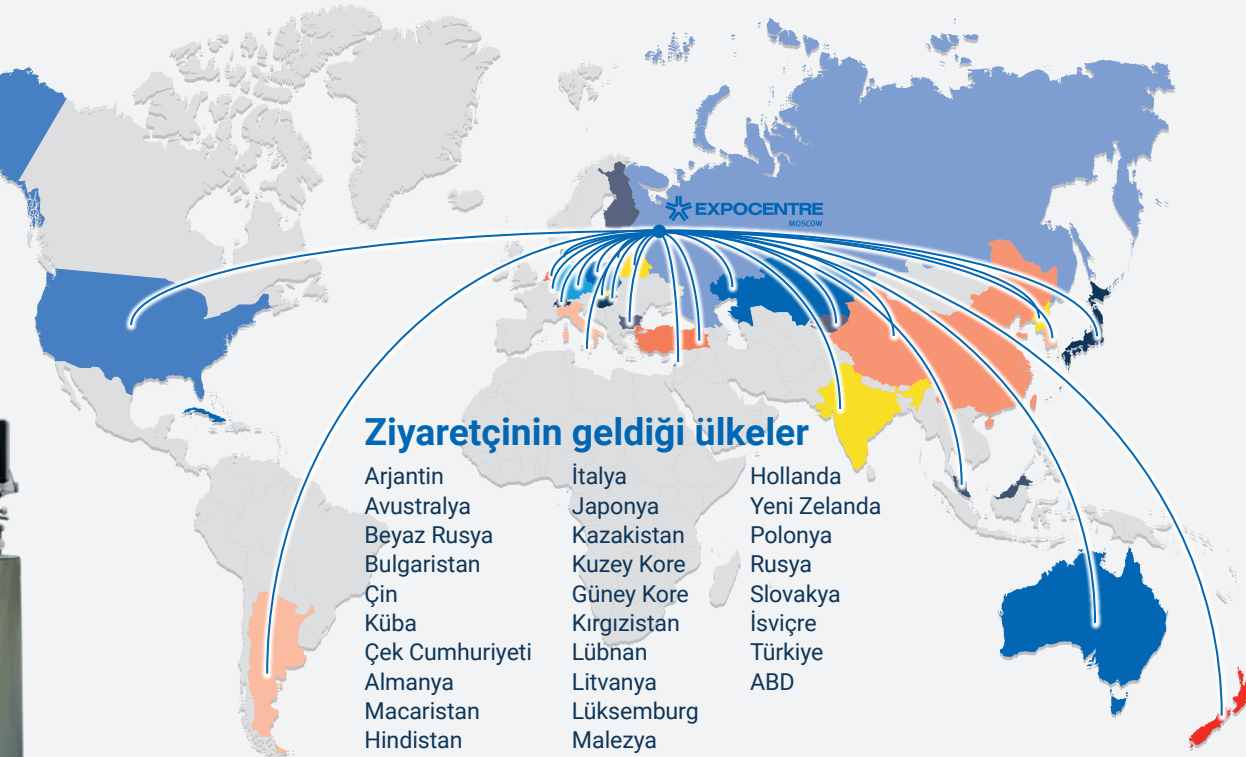 EXPOCENTRE
MOSCOW
Ziyaretçinin geldiği ülkeler
Arjantin
Avustralya
Beyaz Rusya
Bulgaristan
Çin
Küba
Çek Cumhuriyeti
Almanya
Macaristan
Hindistan
İtalya
Japonya
Kazakistan
Kuzey Kore
Güney Kore
Kırgızistan
Lübnan
Litvanya
Lüksemburg
Malezya
Hollanda
Yeni Zelanda
Polonya
Rusya
Slovakya
İsviçre
Türkiye
ABD